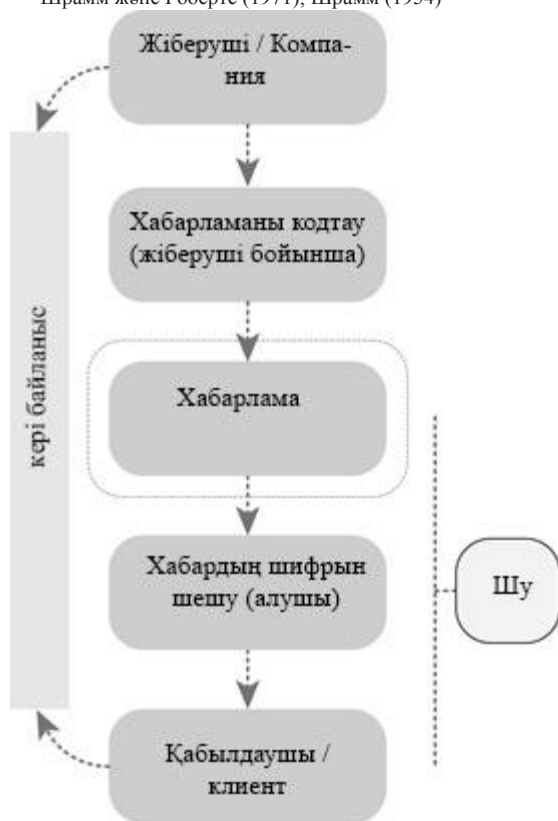 Шрамм және Робертс (1971), Шрамм (1954)
Жіберуші / Компа-
ния
Хабарламаны кодтау
(жіберуші бойынша)
Хабарлама
кері байланыс
Хабардың шифрын
шешу (алушы)
Шу
Қабылдаушы /
клиент